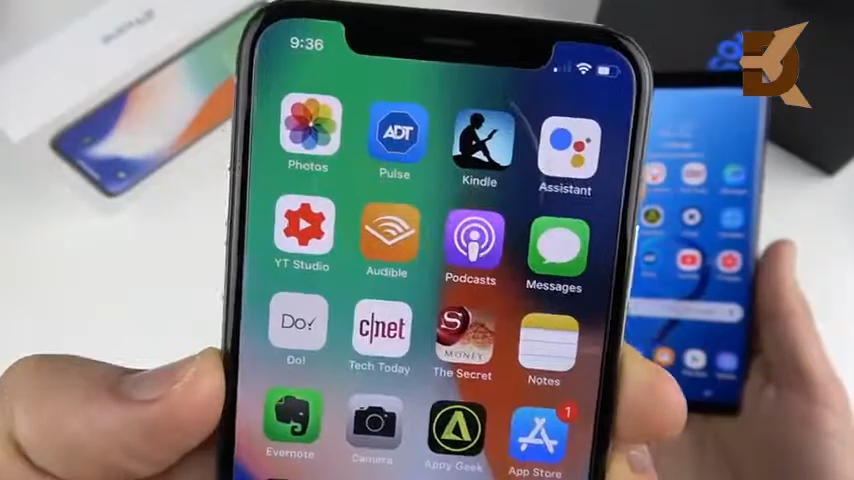 9:36
Photos
ADT
Pulse
Kindle
Assistant
YT Studio
Audible
Podcasts
Messages
Do!
c|net
S
MONEY
Do!
Tech Today
The Secret
Notes
1
Evernote
Camera
Appy Geek
App Store